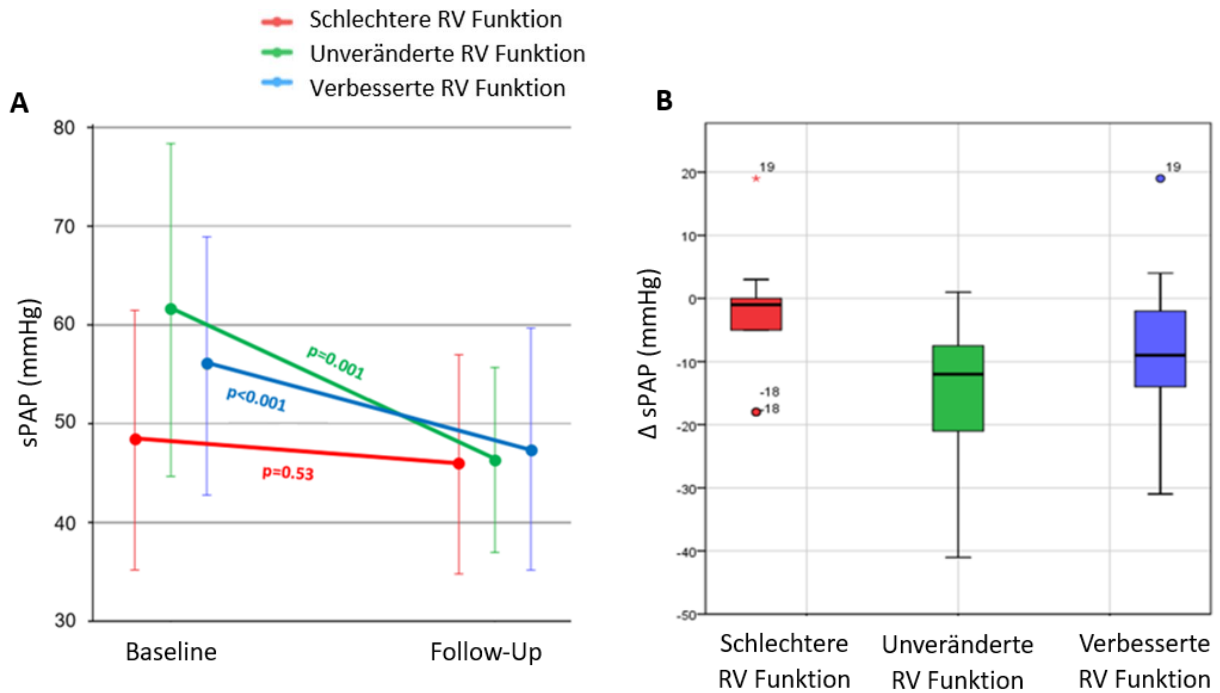 Schlechtere RV Funktion
Unveränderte RV Funktion
Verbesserte RV Funktion
A
80
70
60
50
40
30
sPAP (mmHg)
p=0.001
p<0.001
p=0.53
Baseline
Follow-Up
B
20
10
0
-10
-20
-30
-40
-50
Δ sPAP (mmHg)
19
-18
-18
19
Schlechtere
RV Funktion
Unveränderte
RV Funktion
Verbesserte
RV Funktion